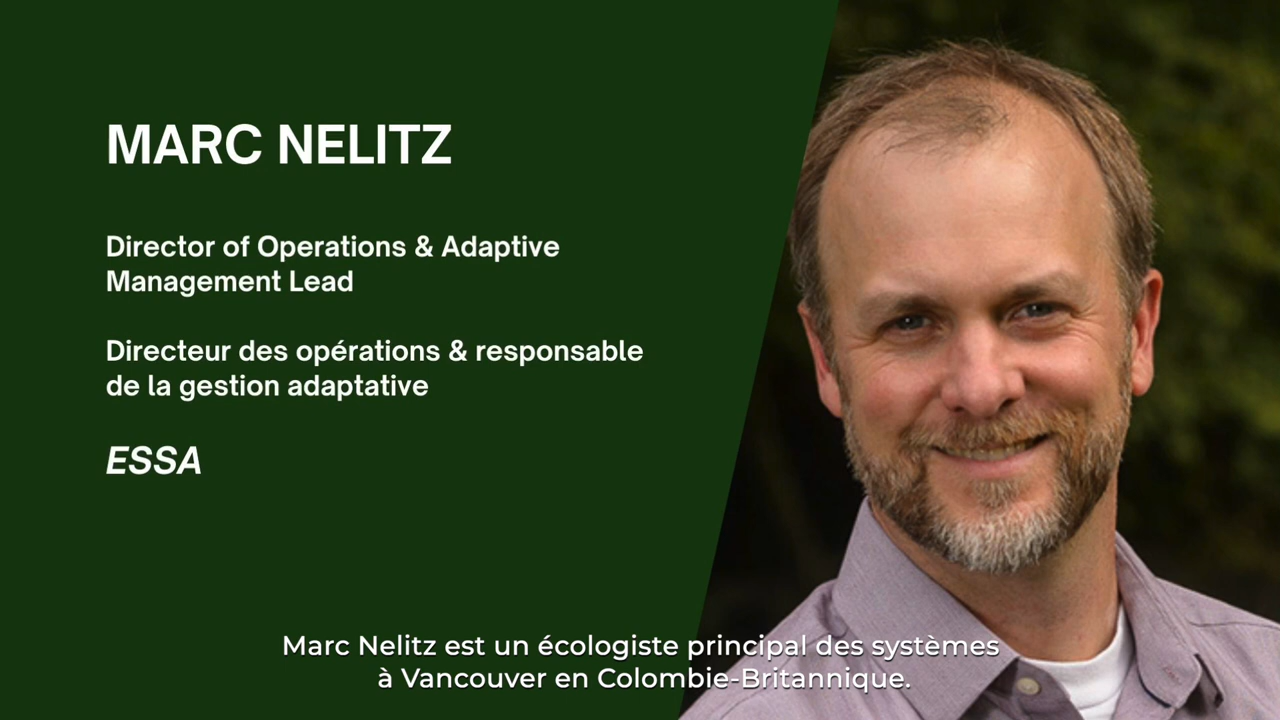 MARC NELITZ
Director of Operations & Adaptive
Management Lead
Directeur des opérations & responsable
de la gestion adaptative
ESSA
Marc Nelitz est un écologiste principal des systèmes
à Vancouver en Colombie-Britannique.